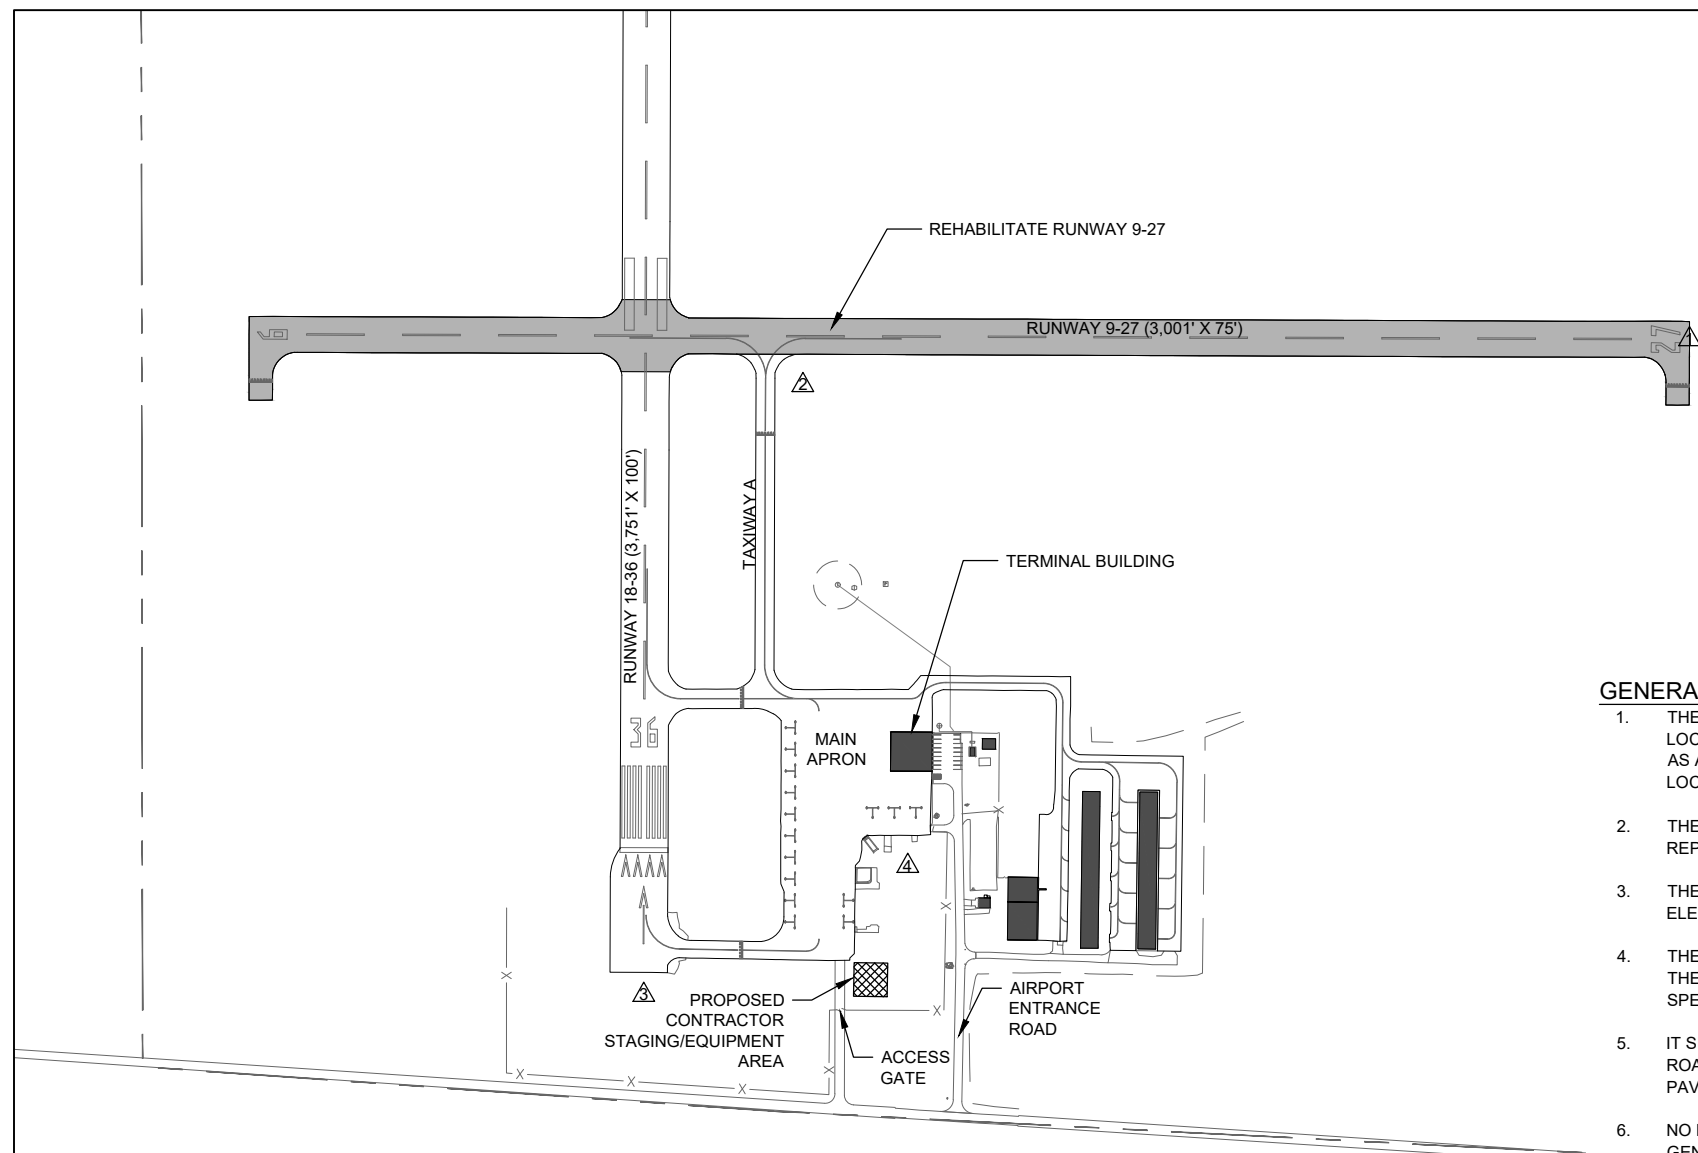 REHABILITATE RUNWAY 9-27
RUNWAY 9-27 (3,001' X 75')
9
27
1
2
RUNWAY 18-36 (3,751' X 100')
TAXIWAY A
TERMINAL BUILDING
36
MAIN
APRON
4
3
PROPOSED
CONTRACTOR
STAGING/EQUIPMENT
AREA
ACCESS
GATE
AIRPORT
ENTRANCE
ROAD
GENERA
1. THE
LOC
AS A
LOC
2. THE
REP
3. THE
ELE
4. THE
THE
SPE
5. IT S
ROA
PAV
6. NO
GEN